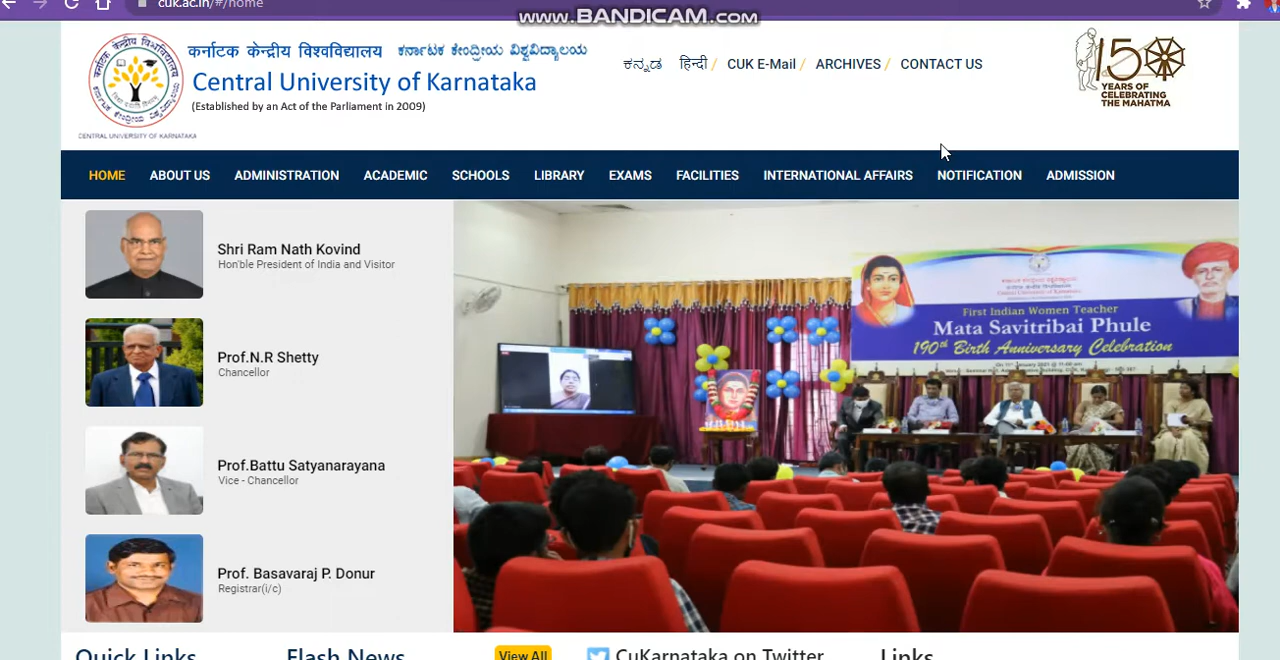 cuk.ac.in/#/home
www.BANDICAM.com
कर्नाटक केन्द्रीय विश्वविद्यालय ಕರ್ನಾಟಕ ಕೇಂದ್ರೀಯ ವಿಶ್ವವಿದ್ಯಾಲಯ
Central University of Karnataka
(Established by an Act of the Parliament in 2009)
CENTRAL UNIVERSITY OF KARNATAKA
ಕನ್ನಡ हिन्दी / CUK E-Mail / ARCHIVES / CONTACT US
150
YEARS OF
CELEBRATING
THE MAHATMA
HOME ABOUT US ADMINISTRATION ACADEMIC SCHOOLS LIBRARY EXAMS FACILITIES INTERNATIONAL AFFAIRS NOTIFICATION ADMISSION
Shri Ram Nath Kovind
Hon'ble President of India and Visitor
Prof.N.R Shetty
Chancellor
Prof.Battu Satyanarayana
Vice - Chancellor
Prof. Basavaraj P. Donur
Registrar(i/c)
Central University of Karnataka
First Indian Women Teacher
Mata Savitribai Phule
190th Birth Anniversary Celebration
Quick Links
Flash News
View All
CuKarnataka on Twitter
Links